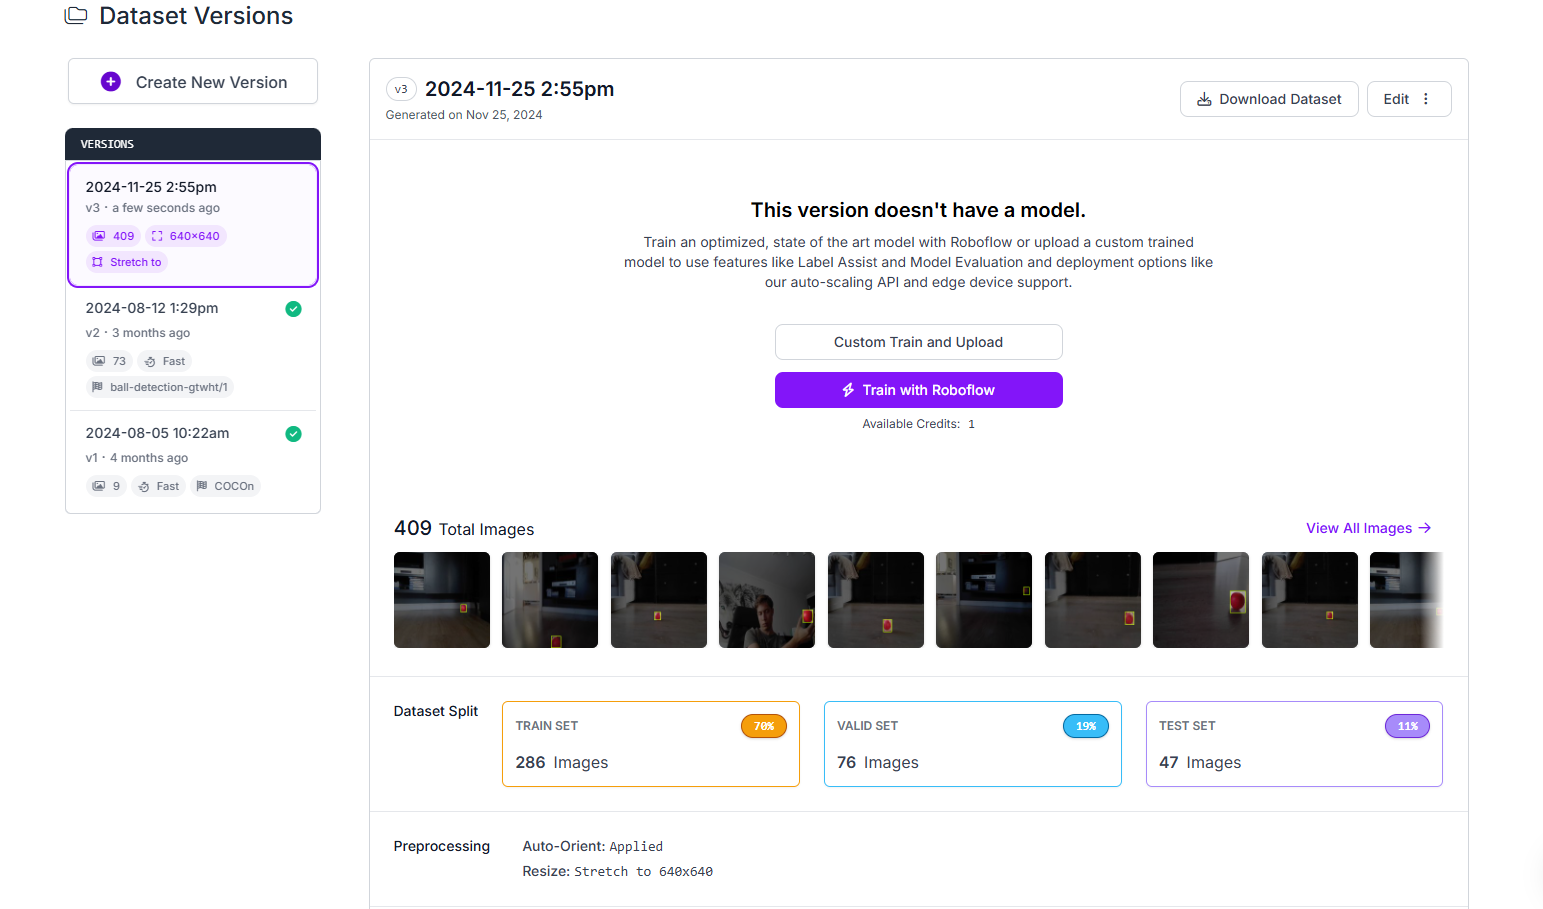 Dataset Versions
Create New Version
VERSIONS
2024-11-25 2:55pm
v3 · a few seconds ago
409 640×640
Stretch to
2024-08-12 1:29pm
v2 · 3 months ago
73 Fast
ball-detection-gtwht/1
2024-08-05 10:22am
v1 · 4 months ago
9 Fast COCOn
v3 2024-11-25 2:55pm
Generated on Nov 25, 2024
Download Dataset
Edit
This version doesn't have a model.
Train an optimized, state of the art model with Roboflow or upload a custom trained
model to use features like Label Assist and Model Evaluation and deployment options like
our auto-scaling API and edge device support.
Custom Train and Upload
Train with Roboflow
Available Credits: 1
409 Total Images
View All Images
Dataset Split
TRAIN SET 70%
286 Images
VALID SET 19%
76 Images
TEST SET 11%
47 Images
Preprocessing
Auto-Orient: Applied
Resize: Stretch to 640x640